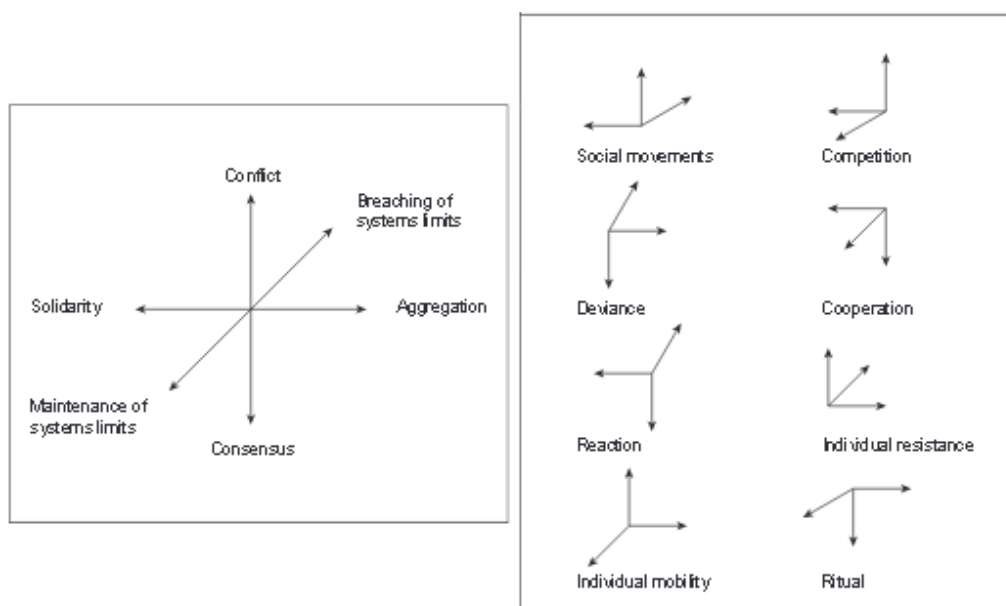 Conflict
Breaching of
systems limits
Solidarity
Aggregation
Maintenance of
systems limits
Consensus
Social movements
Competition
Deviance
Cooperation
Reaction
Individual resistance
Individual mobility
Ritual